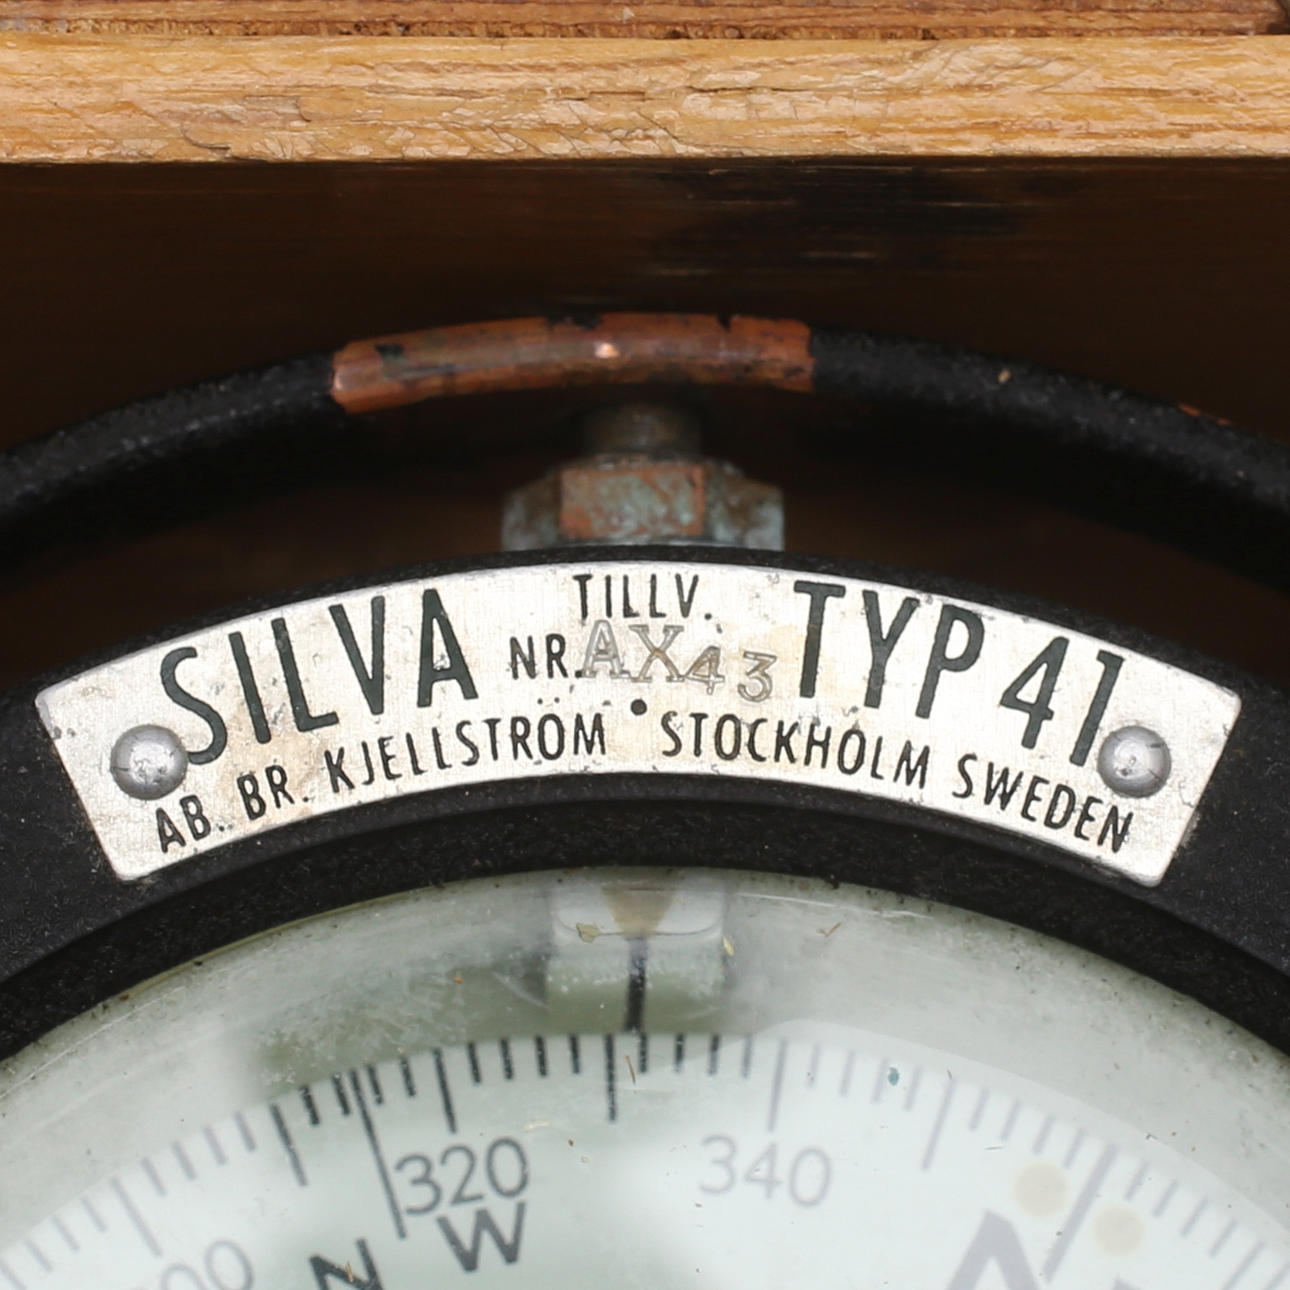 SILVA TILLV. NR. AX43 TYP 41
AB. BR. KJELLSTRÖM • STOCKHOLM SWEDEN
320
340
N W